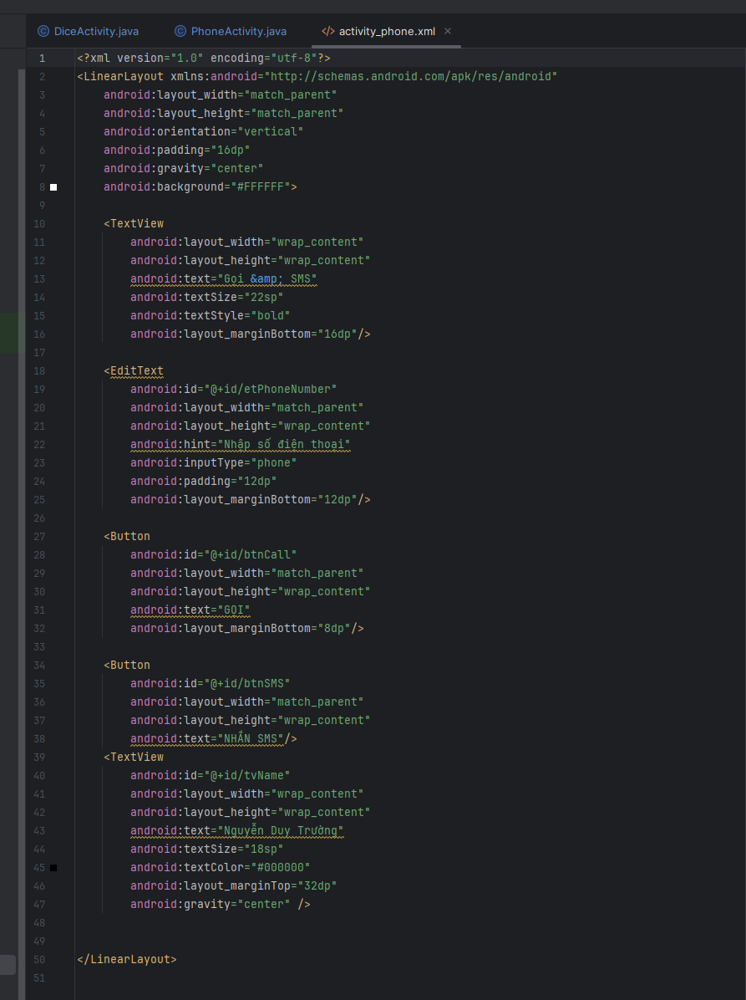 DiceActivity.java PhoneActivity.java </> activity_phone.xml
1 <?xml version="1.0" encoding="utf-8"?>
2 <LinearLayout xmlns:android="http://schemas.android.com/apk/res/android"
3 android:layout_width="match_parent"
4 android:layout_height="match_parent"
5 android:orientation="vertical"
6 android:padding="16dp"
7 android:gravity="center"
8 android:background="#FFFFFF">
9
10 <TextView
11 android:layout_width="wrap_content"
12 android:layout_height="wrap_content"
13 android:text="Gọi &amp; SMS"
14 android:textSize="22sp"
15 android:textStyle="bold"
16 android:layout_marginBottom="16dp"/>
17
18 <EditText
19 android:id="@+id/etPhoneNumber"
20 android:layout_width="match_parent"
21 android:layout_height="wrap_content"
22 android:hint="Nhập số điện thoại"
23 android:inputType="phone"
24 android:padding="12dp"
25 android:layout_marginBottom="12dp"/>
26
27 <Button
28 android:id="@+id/btnCall"
29 android:layout_width="match_parent"
30 android:layout_height="wrap_content"
31 android:text="GỌI"
32 android:layout_marginBottom="8dp"/>
33
34 <Button
35 android:id="@+id/btnSMS"
36 android:layout_width="match_parent"
37 android:layout_height="wrap_content"
38 android:text="NHẮN SMS"/>
39 <TextView
40 android:id="@+id/tvName"
41 android:layout_width="wrap_content"
42 android:layout_height="wrap_content"
43 android:text="Nguyễn Duy Trường"
44 android:textSize="18sp"
45 android:textColor="#000000"
46 android:layout_marginTop="32dp"
47 android:gravity="center" />
48
49
50 </LinearLayout>
51